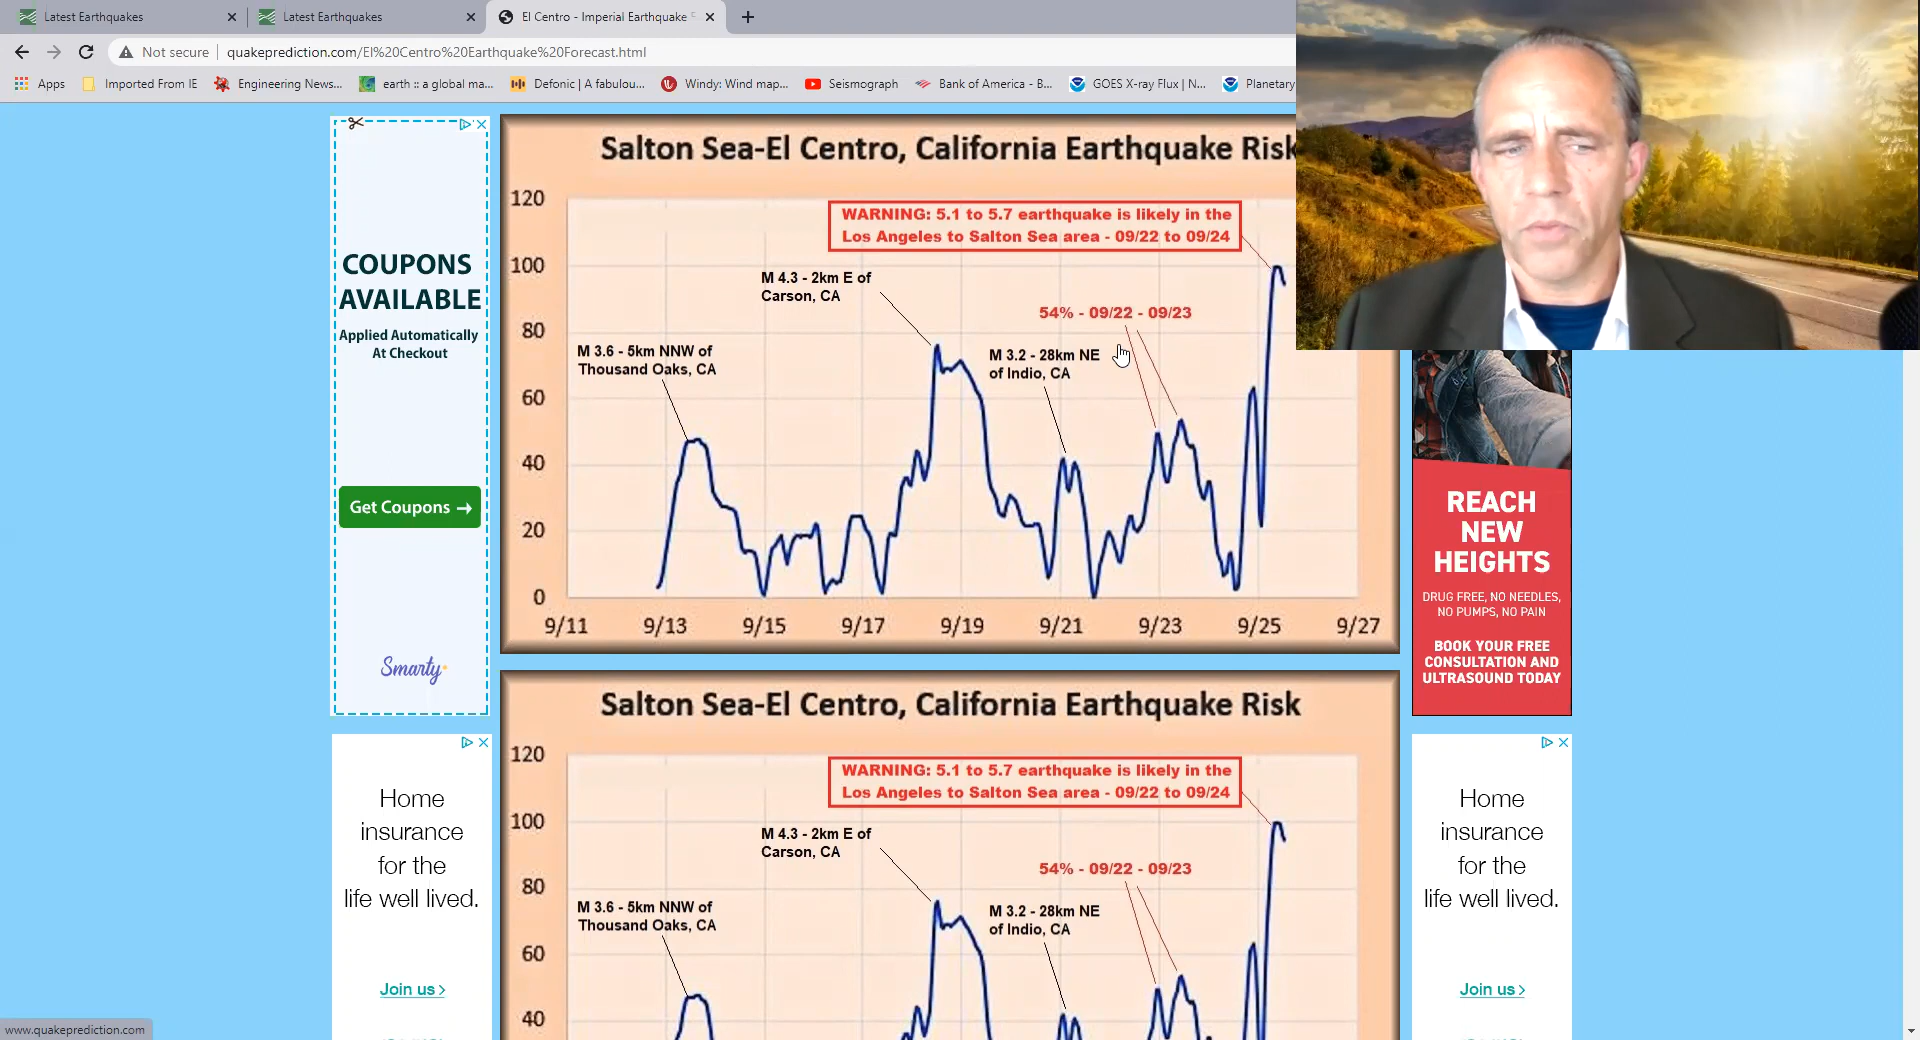 Latest Earthquakes
Latest Earthquakes
El Centro - Imperial Earthquake
Not secure
quakeprediction.com/El%20Centro%20Earthquake%20Forecast.html
Apps
Imported From IE
Engineering News...
earth :: a global ma...
Defonic | A fabulou...
Windy: Wind map...
Seismograph
Bank of America - B...
GOES X-ray Flux | N...
Planetary
COUPONS
AVAILABLE
Applied Automatically
At Checkout
Get Coupons →
Smarty
Salton Sea-El Centro, California Earthquake Risk
120
100
80
60
40
20
0
WARNING: 5.1 to 5.7 earthquake is likely in the
Los Angeles to Salton Sea area - 09/22 to 09/24
M 4.3 - 2km E of
Carson, CA
54% - 09/22 - 09/23
M 3.6 - 5km NNW of
Thousand Oaks, CA
M 3.2 - 28km NE
of Indio, CA
9/11
9/13
9/15
9/17
9/19
9/21
9/23
9/25
9/27
REACH
NEW
HEIGHTS
DRUG FREE, NO NEEDLES,
NO PUMPS, NO PAIN
BOOK YOUR FREE
CONSULTATION AND
ULTRASOUND TODAY
Home
insurance
for the
life well lived.
Join us >
Salton Sea-El Centro, California Earthquake Risk
120
100
80
60
40
WARNING: 5.1 to 5.7 earthquake is likely in the
Los Angeles to Salton Sea area - 09/22 to 09/24
M 4.3 - 2km E of
Carson, CA
54% - 09/22 - 09/23
M 3.6 - 5km NNW of
Thousand Oaks, CA
M 3.2 - 28km NE
of Indio, CA
Home
insurance
for the
life well lived.
Join us >
www.quakeprediction.com